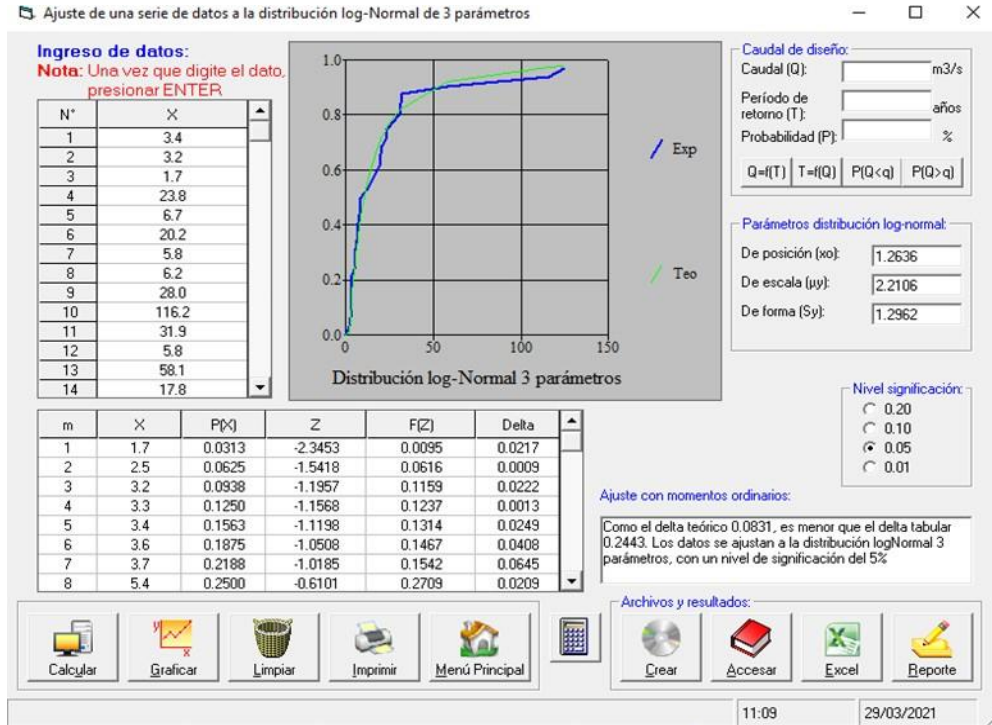 Ajuste de una serie de datos a la distribución log-Normal de 3 parámetros
Ingreso de datos:
Nota: Una vez que digite el dato,
presionar ENTER
N° X
1 3.4
2 3.2
3 1.7
4 23.8
5 6.7
6 20.2
7 5.8
8 6.2
9 28.0
10 116.2
11 31.9
12 5.8
13 58.1
14 17.8
1.0
0.8
0.6
0.4
0.2
0.0
0 50 100 150
Exp
Teo
Distribución log-Normal 3 parámetros
Caudal de diseño:
Caudal (Q): m3/s
Período de
retorno (T): años
Probabilidad (P): %
Q=f(T) T=f(Q) P(Q<q) P(Q>q)
Parámetros distribución log-normal:
De posición (xo): 1.2636
De escala (µy): 2.2106
De forma (Sy): 1.2962
Nivel significación:
0.20
0.10
0.05
0.01
m X P(X) Z F(Z) Delta
1 1.7 0.0313 -2.3453 0.0095 0.0217
2 2.5 0.0625 -1.5418 0.0616 0.0009
3 3.2 0.0938 -1.1957 0.1159 0.0222
4 3.3 0.1250 -1.1568 0.1237 0.0013
5 3.4 0.1563 -1.1198 0.1314 0.0249
6 3.6 0.1875 -1.0508 0.1467 0.0408
7 3.7 0.2188 -1.0185 0.1542 0.0645
8 5.4 0.2500 -0.6101 0.2709 0.0209
Ajuste con momentos ordinarios:
Como el delta teórico 0.0831, es menor que el delta tabular
0.2443. Los datos se ajustan a la distribución logNormal 3
parámetros, con un nivel de significación del 5%
Calcular Graficar Limpiar Imprimir Menú Principal
Archivos y resultados:
Crear Accesar Excel Reporte
11:09 29/03/2021